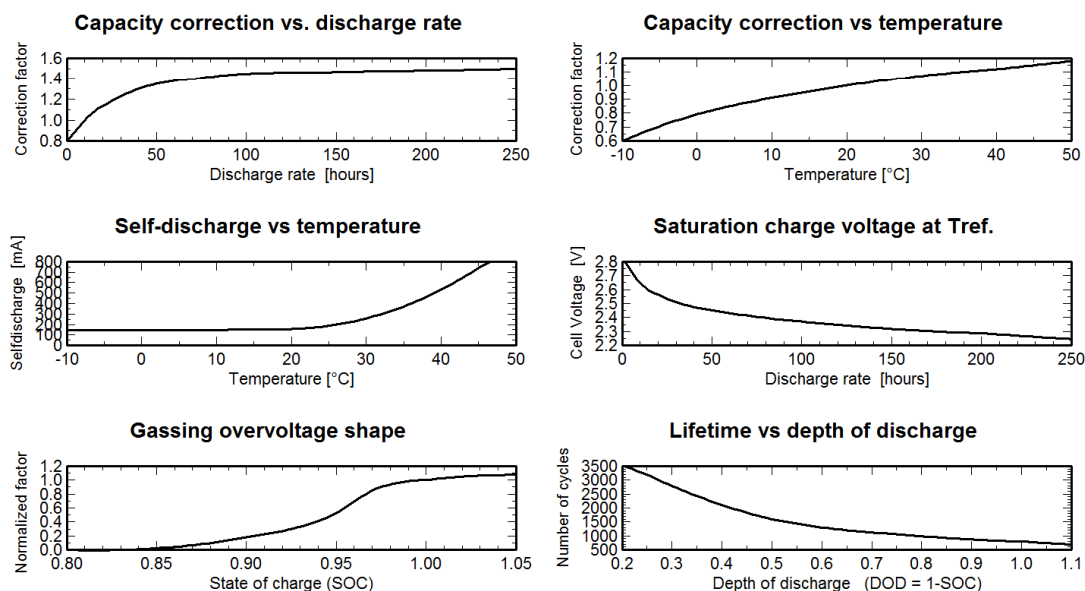 Capacity correction vs. discharge rate
Correction factor
1.6
1.4
1.2
1.0
0.8
0 50 100 150 200 250
Discharge rate [hours]
Capacity correction vs temperature
Correction factor
1.2
1.1
1.0
0.9
0.8
0.7
0.6
-10 0 10 20 30 40 50
Temperature [°C]
Self-discharge vs temperature
Selfdischarge [mA]
800
700
600
500
400
300
200
100
0
-10 0 10 20 30 40 50
Temperature [°C]
Saturation charge voltage at Tref.
Cell Voltage [V]
2.8
2.7
2.6
2.5
2.4
2.3
2.2
0 50 100 150 200 250
Discharge rate [hours]
Gassing overvoltage shape
Normalized factor
1.2
1.0
0.8
0.6
0.4
0.2
0.0
0.80 0.85 0.90 0.95 1.00 1.05
State of charge (SOC)
Lifetime vs depth of discharge
Number of cycles
3500
3000
2500
2000
1500
1000
500
0.2 0.3 0.4 0.5 0.6 0.7 0.8 0.9 1.0 1.1
Depth of discharge (DOD = 1-SOC)